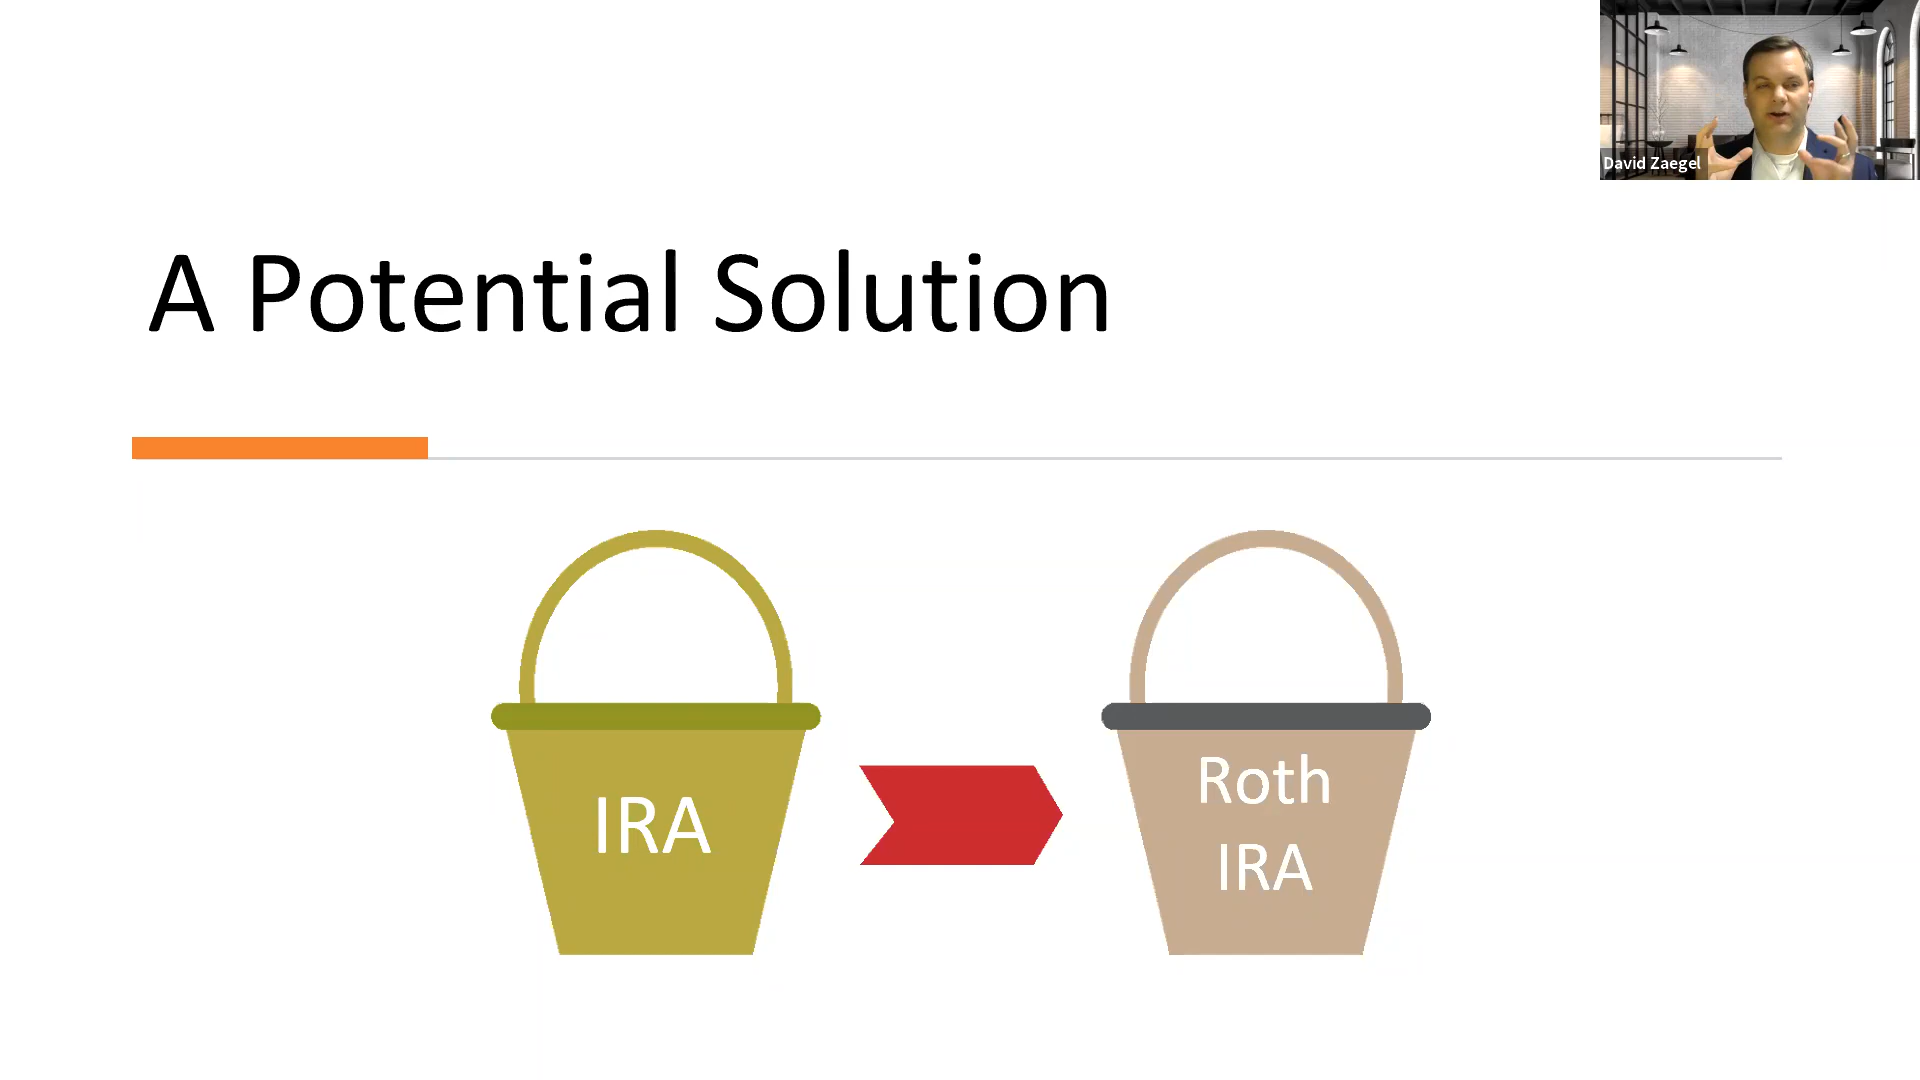 David Zaegel
A Potential Solution
IRA
Roth
IRA